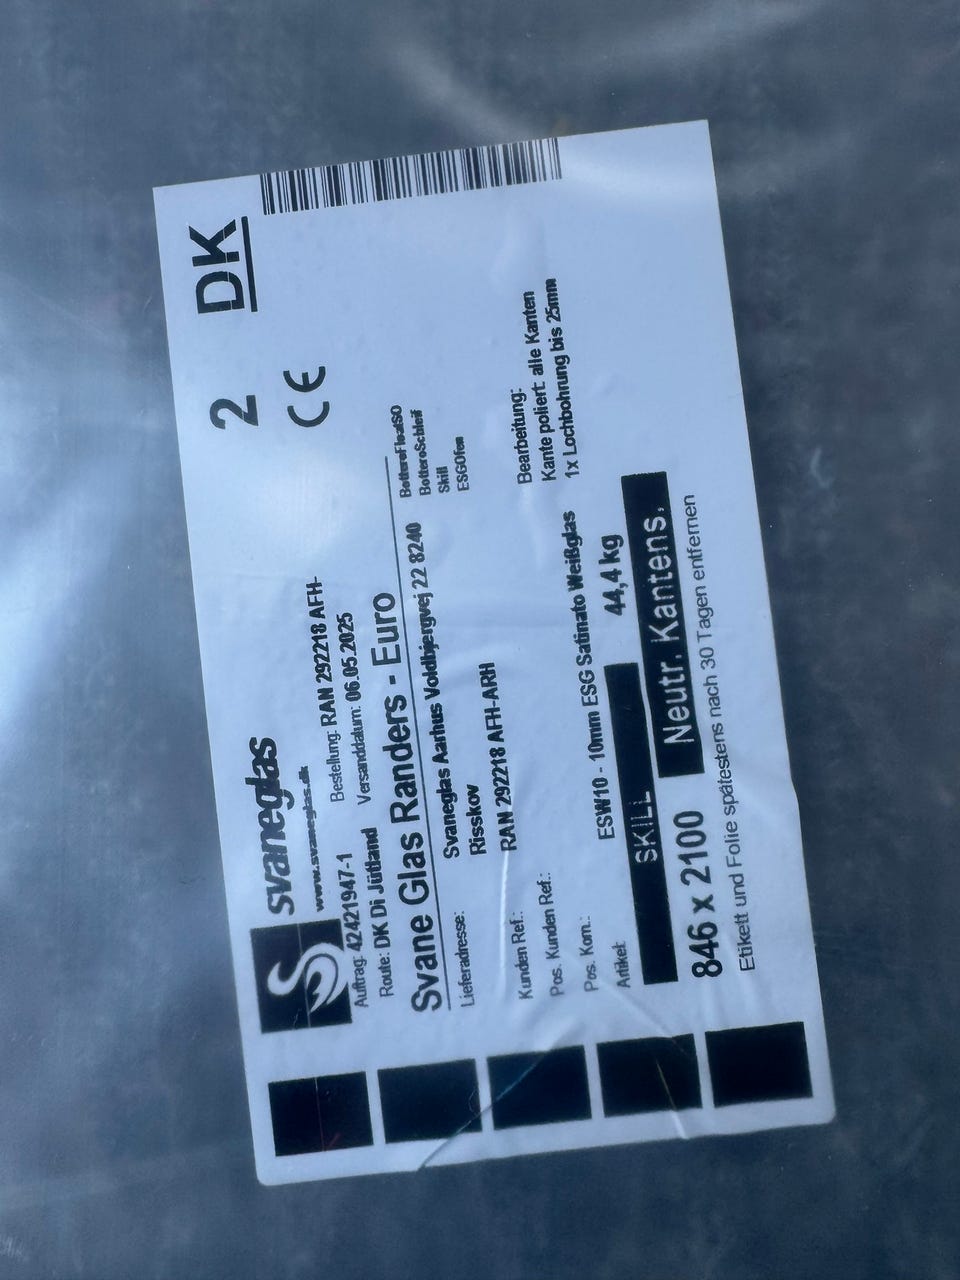 svaneglas
www.svaneglas.dk
2
DK
CE
Auftrag: 42421947-1
Bestellung: RAN 292218 AFH-
Route: DK Di Jütland
Versanddatum: 06.05.2025
Svane Glas Randers - Euro
Lieferadresse:
Svaneglas Aarhus Voldbjergvej 22 8240
Risskov
BotteroFloatSO
BotteroSchleif
Skill
ESGOfen
Kunden Ref.:
RAN 292218 AFH-ARH
Pos. Kunden Ref.:
Pos. Kom.:
Bearbeitung:
Kante poliert: alle Kanten
1x Lochbohrung bis 25mm
Artikel:
ESW10 - 10mm ESG Satinato Weißglas
SKILL
44,4 kg
846 x 2100
Neutr. Kantens,
Etikett und Folie spätestens nach 30 Tagen entfernen